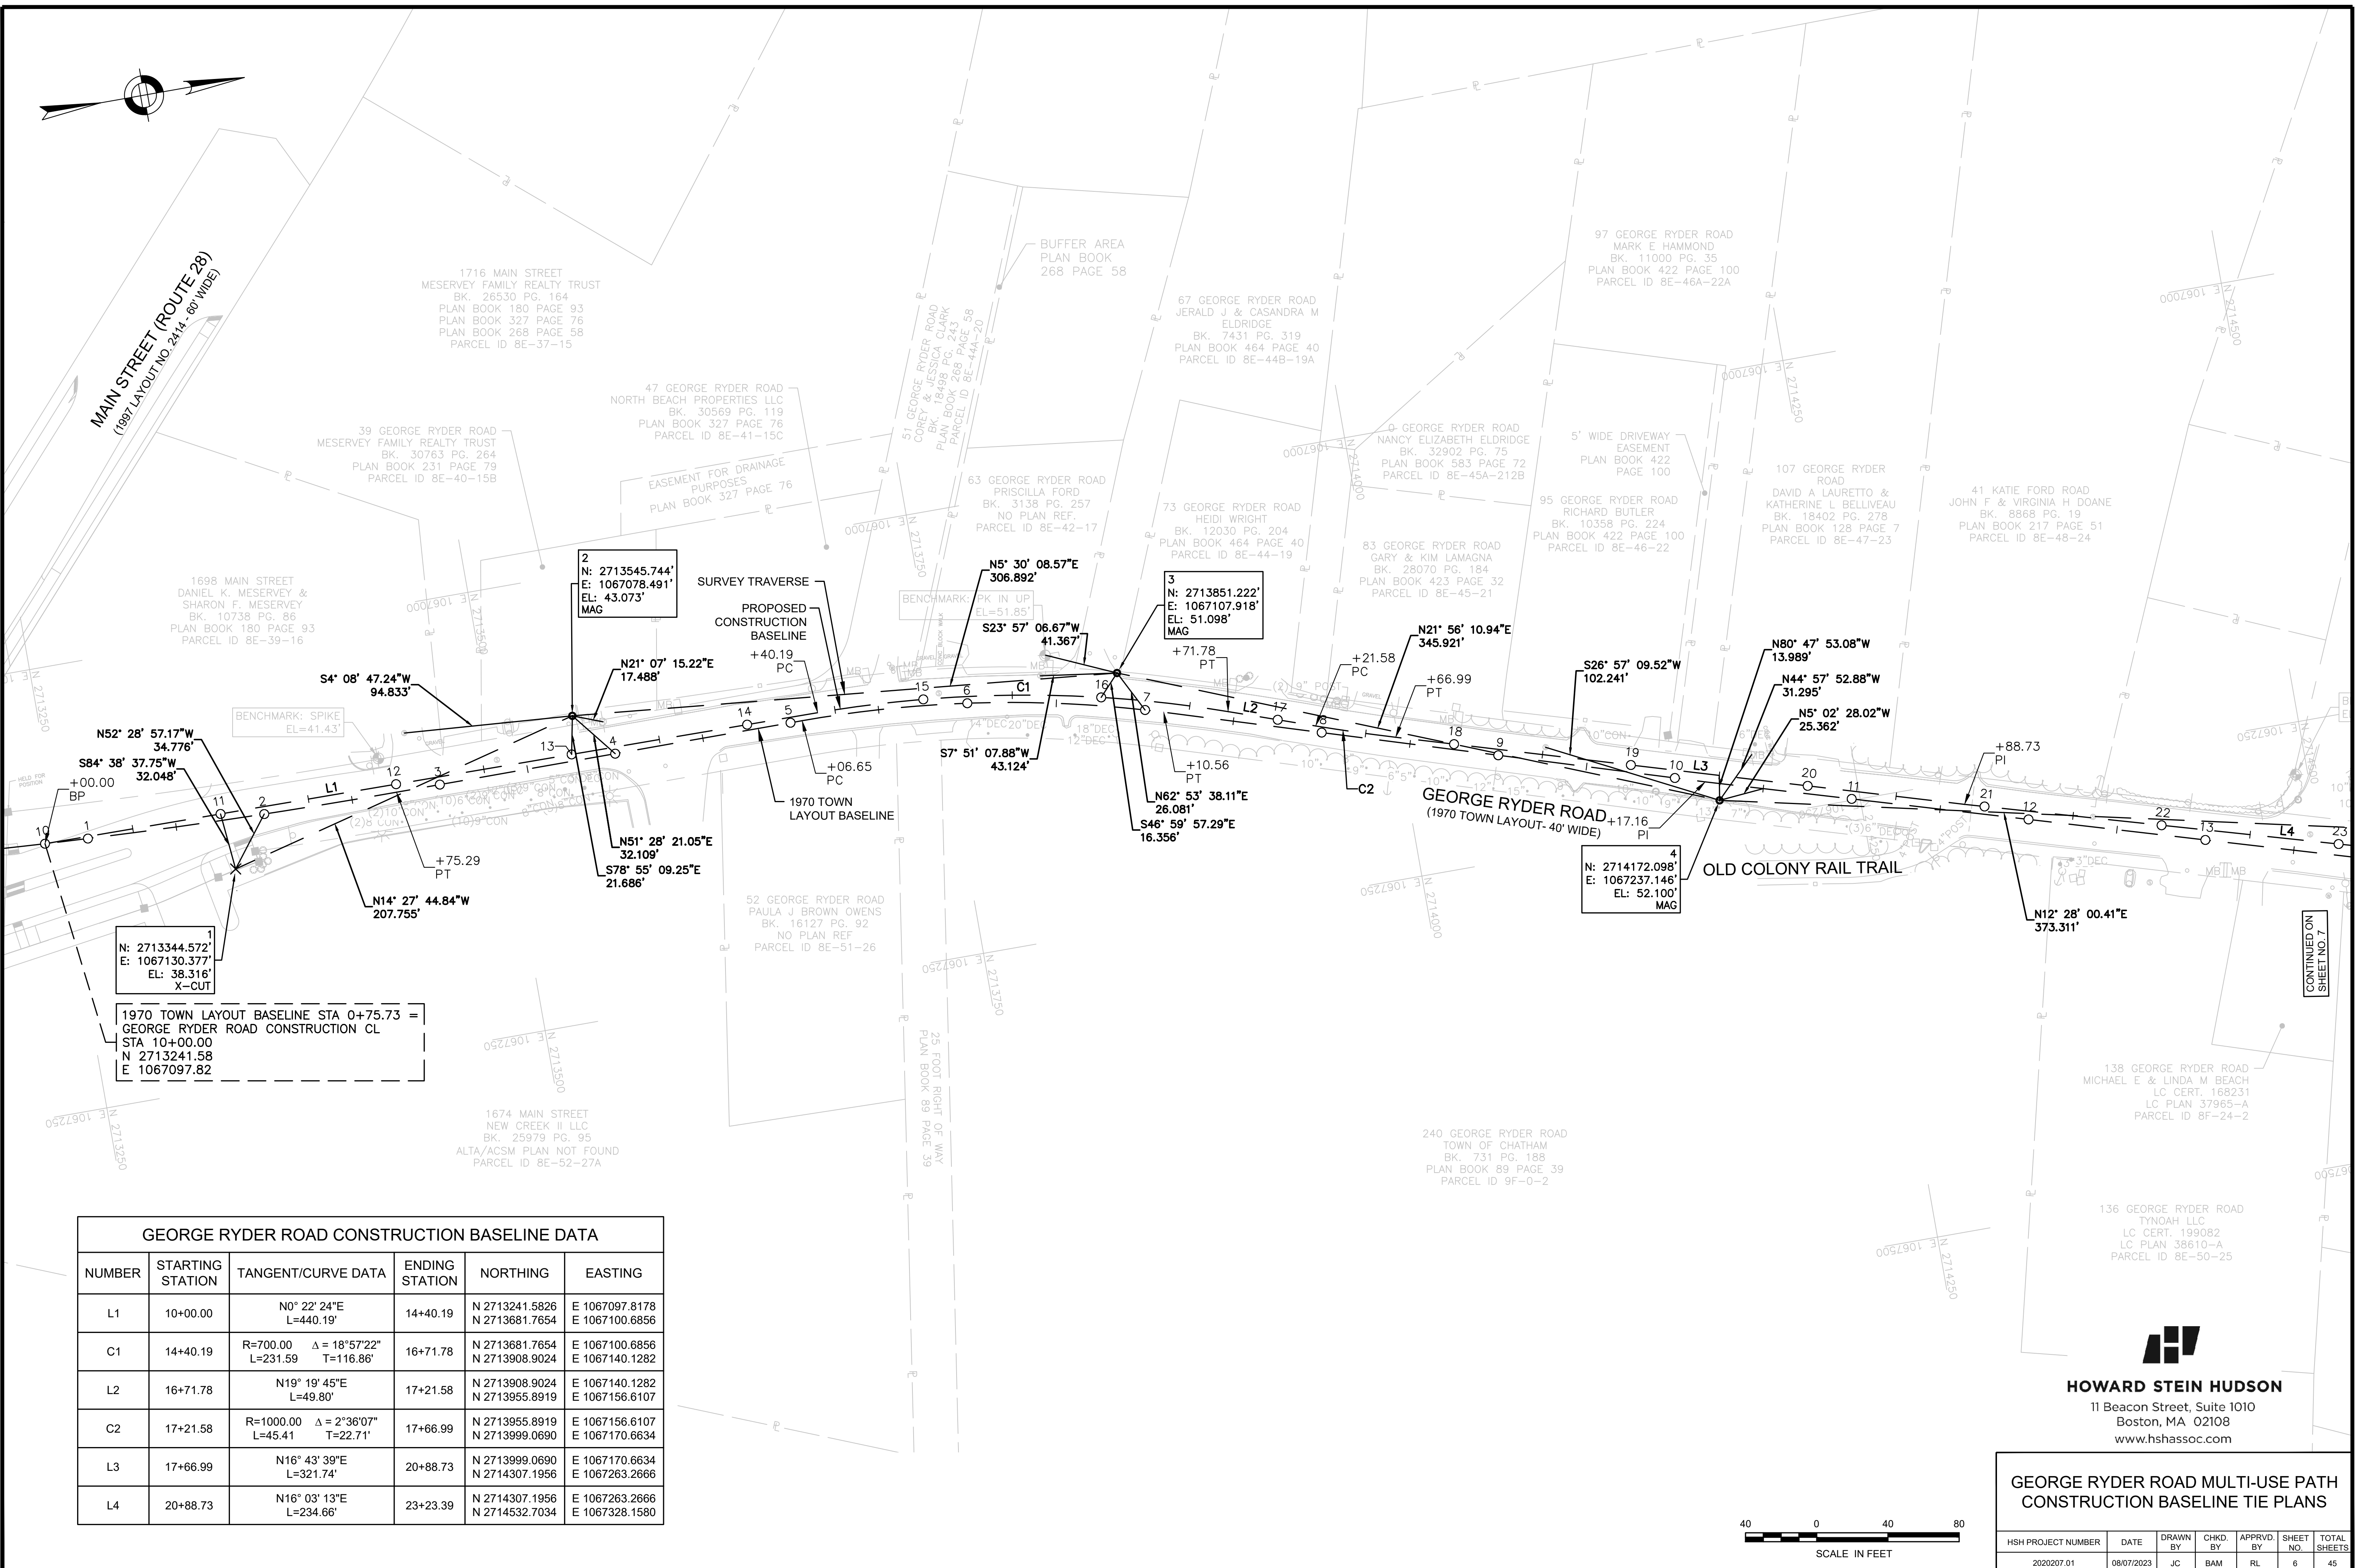 MAIN STREET (ROUTE 28)
(1997 LAYOUT NO. 2414 - 60' WIDE)
1716 MAIN STREET
MESERVEY FAMILY REALTY TRUST
BK. 26530 PG. 164
PLAN BOOK 180 PAGE 93
PLAN BOOK 327 PAGE 76
PLAN BOOK 268 PAGE 58
PARCEL ID 8E-37-15
BUFFER AREA
PLAN BOOK
268 PAGE 58
97 GEORGE RYDER ROAD
MARK E HAMMOND
BK. 11000 PG. 35
PLAN BOOK 422 PAGE 100
PARCEL ID 8E-46A-22A
67 GEORGE RYDER ROAD
JERALD J & CASANDRA M
ELDRIDGE
BK. 7431 PG. 319
PLAN BOOK 464 PAGE 40
PARCEL ID 8E-44B-19A
51 GEORGE RYDER ROAD
COREY & JESSICA CLARK
BK. 18498 PG. 243
PLAN BOOK 268 PAGE 58
PARCEL ID 8E-44A-20
47 GEORGE RYDER ROAD
NORTH BEACH PROPERTIES LLC
BK. 30569 PG. 119
PLAN BOOK 327 PAGE 76
PARCEL ID 8E-41-15C
39 GEORGE RYDER ROAD
MESERVEY FAMILY REALTY TRUST
BK. 30763 PG. 264
PLAN BOOK 231 PAGE 79
PARCEL ID 8E-40-15B
EASEMENT FOR DRAINAGE
PURPOSES
PLAN BOOK 327 PAGE 76
63 GEORGE RYDER ROAD
PRISCILLA FORD
BK. 3138 PG. 257
NO PLAN REF.
PARCEL ID 8E-42-17
73 GEORGE RYDER ROAD
HEIDI WRIGHT
BK. 12030 PG. 204
PLAN BOOK 464 PAGE 40
PARCEL ID 8E-44-19
0 GEORGE RYDER ROAD
NANCY ELIZABETH ELDRIDGE
BK. 32902 PG. 75
PLAN BOOK 583 PAGE 72
PARCEL ID 8E-45A-212B
5' WIDE DRIVEWAY
EASEMENT
PLAN BOOK 422
PAGE 100
95 GEORGE RYDER ROAD
RICHARD BUTLER
BK. 10358 PG. 224
PLAN BOOK 422 PAGE 100
PARCEL ID 8E-46-22
107 GEORGE RYDER
ROAD
DAVID A LAURETTO &
KATHERINE L BELLIVEAU
BK. 18402 PG. 278
PLAN BOOK 128 PAGE 7
PARCEL ID 8E-47-23
41 KATIE FORD ROAD
JOHN F & VIRGINIA H DOANE
BK. 8868 PG. 19
PLAN BOOK 217 PAGE 51
PARCEL ID 8E-48-24
83 GEORGE RYDER ROAD
GARY & KIM LAMAGNA
BK. 28070 PG. 184
PLAN BOOK 423 PAGE 32
PARCEL ID 8E-45-21
1698 MAIN STREET
DANIEL K. MESERVEY &
SHARON F. MESERVEY
BK. 10738 PG. 86
PLAN BOOK 180 PAGE 93
PARCEL ID 8E-39-16
2
N: 2713545.744'
E: 1067078.491'
EL: 43.073'
MAG
SURVEY TRAVERSE
PROPOSED
CONSTRUCTION
BASELINE
+40.19
PC
N5° 30' 08.57"E
306.892'
BENCHMARK: PK IN UP
EL=51.85'
S23° 57' 06.67"W
41.367'
3
N: 2713851.222'
E: 1067107.918'
EL: 51.098'
MAG
+71.78
PT
+21.58
PC
N21° 56' 10.94"E
345.921'
+66.99
PT
S26° 57' 09.52"W
102.241'
N80° 47' 53.08"W
13.989'
N44° 57' 52.88"W
31.295'
N5° 02' 28.02"W
25.362'
+88.73
PI
S4° 08' 47.24"W
94.833'
N21° 07' 15.22"E
17.488'
BENCHMARK: SPIKE
EL=41.43'
N52° 28' 57.17"W
34.776'
S84° 38' 37.75"W
32.048'
HELD FOR
POSITION
+00.00
BP
L1
C1
L2
C2
L3
L4
+75.29
PT
N14° 27' 44.84"W
207.755'
N51° 28' 21.05"E
32.109'
S78° 55' 09.25"E
21.686'
+06.65
PC
1970 TOWN
LAYOUT BASELINE
S7° 51' 07.88"W
43.124'
+10.56
PT
N62° 53' 38.11"E
26.081'
S46° 59' 57.29"E
16.356'
GEORGE RYDER ROAD
(1970 TOWN LAYOUT- 40' WIDE)
+17.16
PI
4
N: 2714172.098'
E: 1067237.146'
EL: 52.100'
MAG
OLD COLONY RAIL TRAIL
N12° 28' 00.41"E
373.311'
CONTINUED ON
SHEET NO. 7
1
N: 2713344.572'
E: 1067130.377'
EL: 38.316'
X-CUT
1970 TOWN LAYOUT BASELINE STA 0+75.73 =
GEORGE RYDER ROAD CONSTRUCTION CL
STA 10+00.00
N 2713241.58
E 1067097.82
52 GEORGE RYDER ROAD
PAULA J BROWN OWENS
BK. 16127 PG. 92
NO PLAN REF
PARCEL ID 8E-51-26
25 FOOT RIGHT OF WAY
PLAN BOOK 89 PAGE 39
1674 MAIN STREET
NEW CREEK II LLC
BK. 25979 PG. 95
ALTA/ACSM PLAN NOT FOUND
PARCEL ID 8E-52-27A
240 GEORGE RYDER ROAD
TOWN OF CHATHAM
BK. 731 PG. 188
PLAN BOOK 89 PAGE 39
PARCEL ID 9F-0-2
138 GEORGE RYDER ROAD
MICHAEL E & LINDA M BEACH
LC CERT. 168231
LC PLAN 37965-A
PARCEL ID 8F-24-2
136 GEORGE RYDER ROAD
TYNOAH LLC
LC CERT. 199082
LC PLAN 38610-A
PARCEL ID 8E-50-25
GEORGE RYDER ROAD CONSTRUCTION BASELINE DATA
NUMBER STARTING STATION TANGENT/CURVE DATA ENDING STATION NORTHING EASTING
L1 10+00.00 N0° 22' 24"E L=440.19' 14+40.19 N 2713241.5826 E 1067097.8178
N 2713681.7654 E 1067100.6856
C1 14+40.19 R=700.00 Δ = 18°57'22" L=231.59 T=116.86' 16+71.78 N 2713681.7654 E 1067100.6856
N 2713908.9024 E 1067140.1282
L2 16+71.78 N19° 19' 45"E L=49.80' 17+21.58 N 2713908.9024 E 1067140.1282
N 2713955.8919 E 1067156.6107
C2 17+21.58 R=1000.00 Δ = 2°36'07" L=45.41 T=22.71' 17+66.99 N 2713955.8919 E 1067156.6107
N 2713999.0690 E 1067170.6634
L3 17+66.99 N16° 43' 39"E L=321.74' 20+88.73 N 2713999.0690 E 1067170.6634
N 2714307.1956 E 1067263.2666
L4 20+88.73 N16° 03' 13"E L=234.66' 23+23.39 N 2714307.1956 E 1067263.2666
N 2714532.7034 E 1067328.1580
HOWARD STEIN HUDSON
11 Beacon Street, Suite 1010
Boston, MA 02108
www.hshassoc.com
40 0 40 80
SCALE IN FEET
GEORGE RYDER ROAD MULTI-USE PATH
CONSTRUCTION BASELINE TIE PLANS
HSH PROJECT NUMBER DATE DRAWN BY CHKD. BY APPRVD. BY SHEET NO. TOTAL SHEETS
2020207.01 08/07/2023 JC BAM RL 6 45